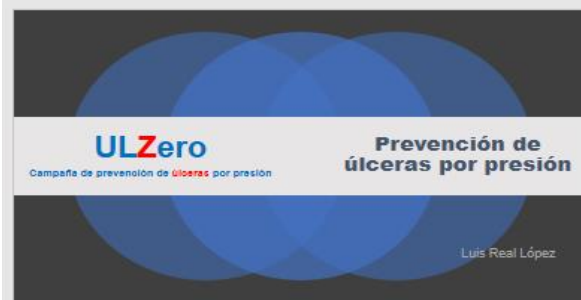 ULZero
Campaña de prevención de úlceras por presión
Prevención de
úlceras por presión
Luis Real López